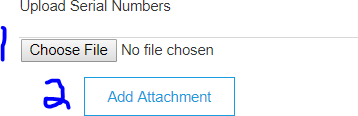 Upload Serial Numbers
1 Choose File No file chosen
2 Add Attachment